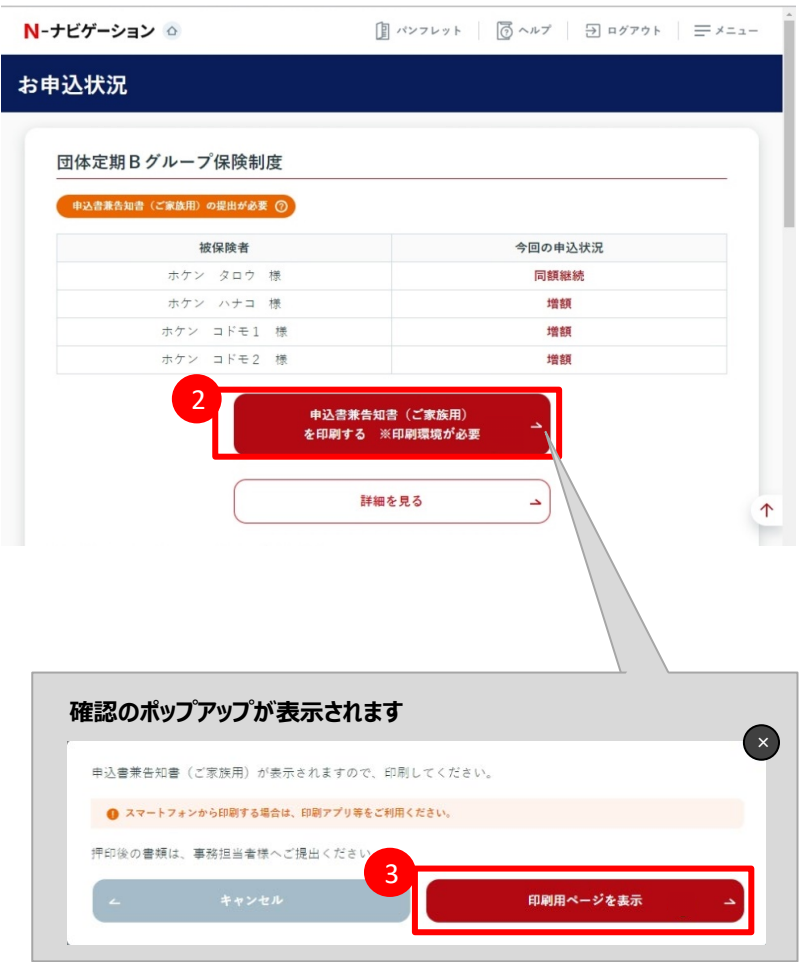 N-ナビゲーション パンフレット ヘルプ ログアウト メニュー
お申込状況
団体定期Bグループ保険制度
申込書兼告知書（ご家族用）の提出が必要 ?
被保険者 今回の申込状況
ホケン タロウ 様 同額継続
ホケン ハナコ 様 増額
ホケン コドモ１ 様 増額
ホケン コドモ２ 様 増額
2
申込書兼告知書（ご家族用）
を印刷する ※印刷環境が必要
詳細を見る
確認のポップアップが表示されます
×
申込書兼告知書（ご家族用）が表示されますので、印刷してください。
! スマートフォンから印刷する場合は、印刷アプリ等をご利用ください。
押印後の書類は、事務担当者様へご提出ください
3
キャンセル 印刷用ページを表示